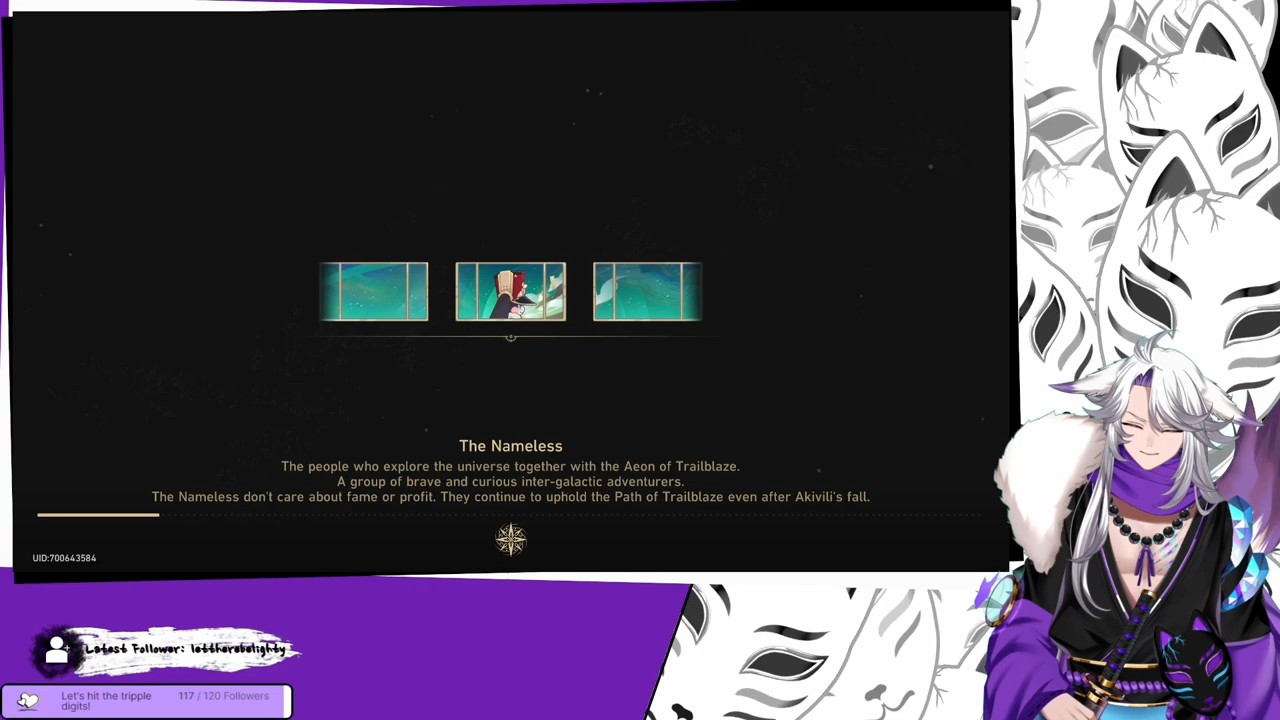 The Nameless
The people who explore the universe together with the Aeon of Trailblaze.
A group of brave and curious inter-galactic adventurers.
The Nameless don't care about fame or profit. They continue to uphold the Path of Trailblaze even after Akivili's fall.
UID:700643584
Latest Follower: lettherebelighty
Let's hit the tripple digits!
117 / 120 Followers